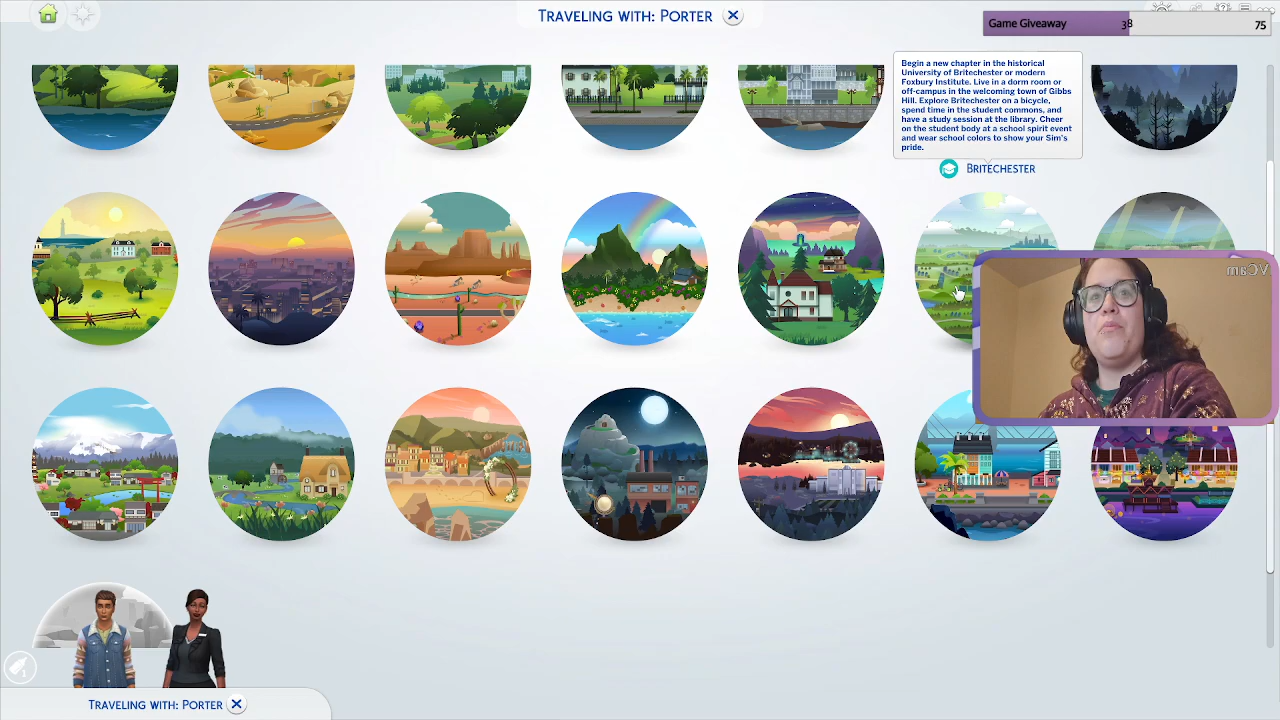 TRAVELING WITH: PORTER
Game Giveaway 38 75
Begin a new chapter in the historical
University of Britechester or modern
Foxbury Institute. Live in a dorm room or
off-campus in the welcoming town of Gibbs
Hill. Explore Britechester on a bicycle,
spend time in the student commons, and
have a study session at the library. Cheer
on the student body at a school spirit event
and wear school colors to show your Sim's
pride.
BRITECHESTER
VCam
1
TRAVELING WITH: PORTER